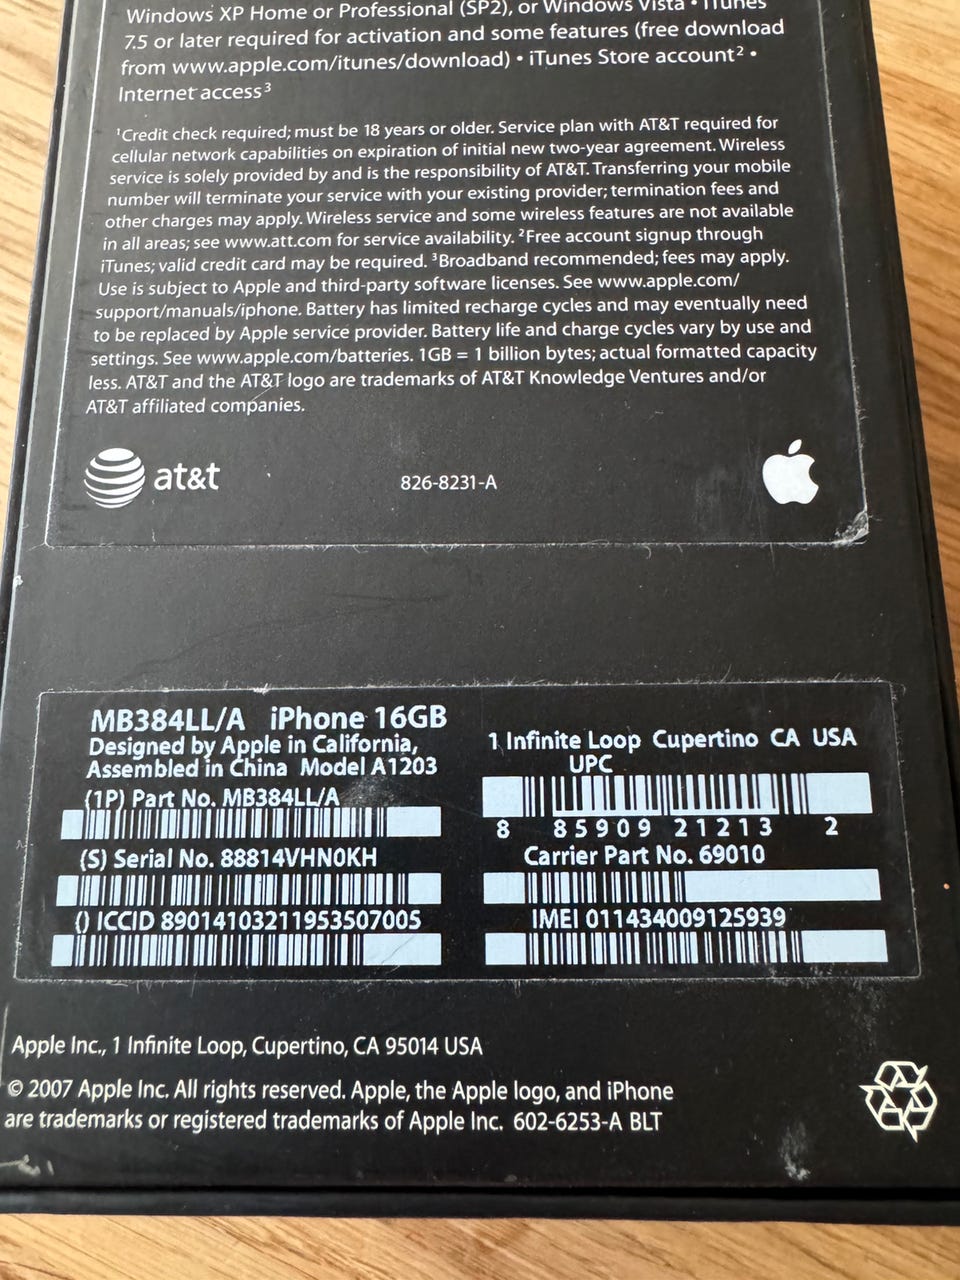 Windows XP Home or Professional (SP2), or Windows Vista • iTunes
7.5 or later required for activation and some features (free download
from www.apple.com/itunes/download) • iTunes Store account² •
Internet access³
¹Credit check required; must be 18 years or older. Service plan with AT&T required for
cellular network capabilities on expiration of initial new two-year agreement. Wireless
service is solely provided by and is the responsibility of AT&T. Transferring your mobile
number will terminate your service with your existing provider; termination fees and
other charges may apply. Wireless service and some wireless features are not available
in all areas; see www.att.com for service availability. ²Free account signup through
iTunes; valid credit card may be required. ³Broadband recommended; fees may apply.
Use is subject to Apple and third-party software licenses. See www.apple.com/
support/manuals/iphone. Battery has limited recharge cycles and may eventually need
to be replaced by Apple service provider. Battery life and charge cycles vary by use and
settings. See www.apple.com/batteries. 1GB = 1 billion bytes; actual formatted capacity
less. AT&T and the AT&T logo are trademarks of AT&T Knowledge Ventures and/or
AT&T affiliated companies.
at&t
826-8231-A
MB384LL/A iPhone 16GB
Designed by Apple in California,
Assembled in China Model A1203
(1P) Part No. MB384LL/A
(S) Serial No. 88814VHN0KH
() ICCID 89014103211953507005
1 Infinite Loop Cupertino CA USA
UPC
8 85909 21213 2
Carrier Part No. 69010
IMEI 011434009125939
Apple Inc., 1 Infinite Loop, Cupertino, CA 95014 USA
© 2007 Apple Inc. All rights reserved. Apple, the Apple logo, and iPhone
are trademarks or registered trademarks of Apple Inc. 602-6253-A BLT